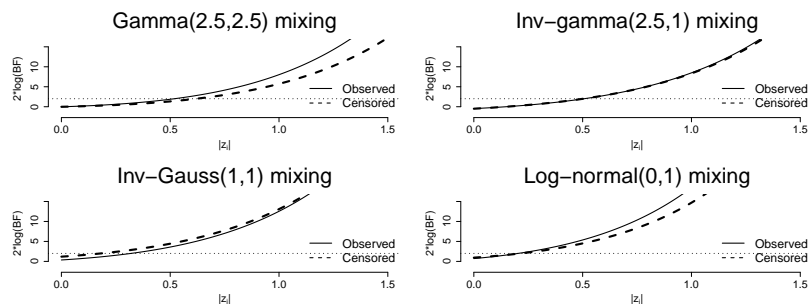 Gamma(2.5,2.5) mixing
2*log(BF)
0 5 10
Observed
Censored
0.0 0.5 1.0 1.5
|zᵢ|
Inv−gamma(2.5,1) mixing
2*log(BF)
0 5 10
Observed
Censored
0.0 0.5 1.0 1.5
|zᵢ|
Inv−Gauss(1,1) mixing
2*log(BF)
0 5 10
Observed
Censored
0.0 0.5 1.0 1.5
|zᵢ|
Log−normal(0,1) mixing
2*log(BF)
0 5 10
Observed
Censored
0.0 0.5 1.0 1.5
|zᵢ|